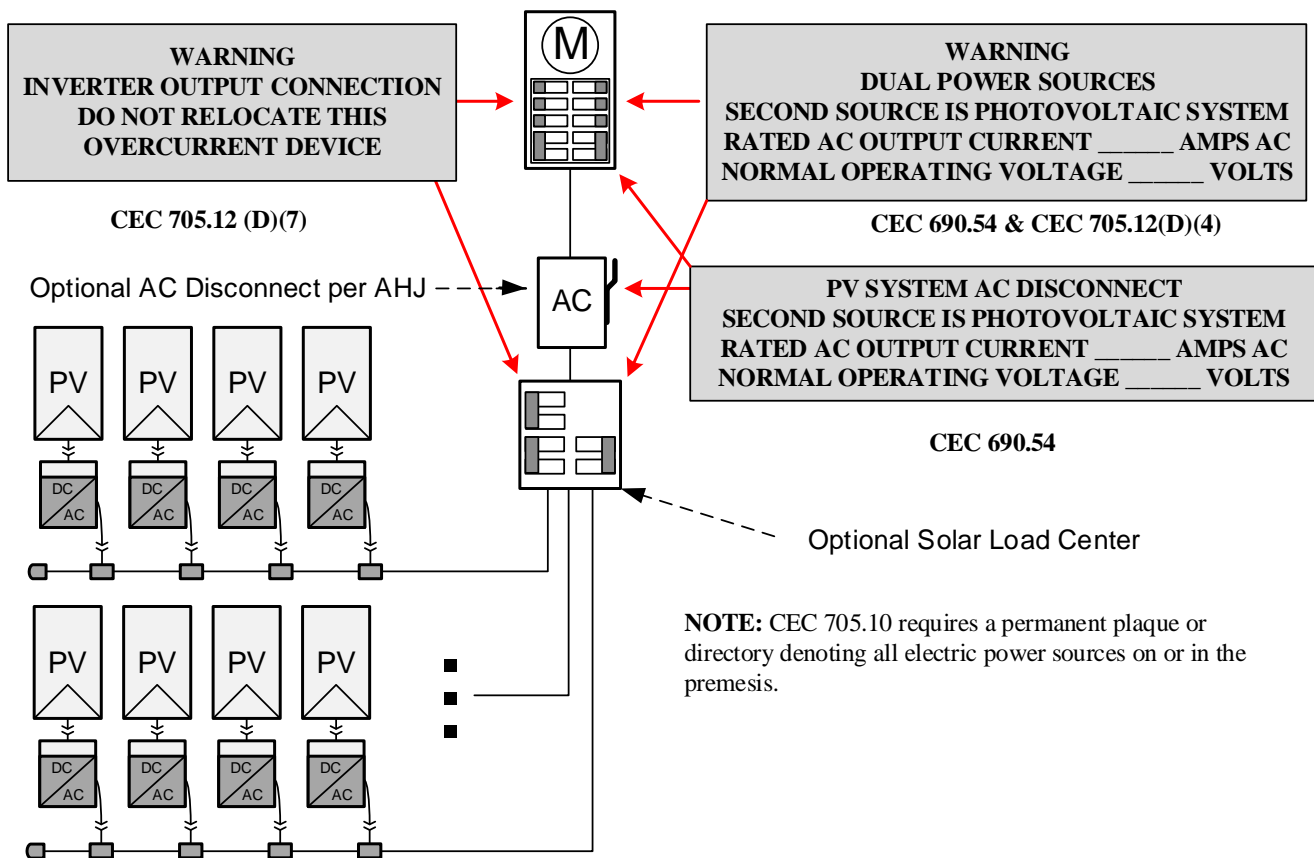 WARNING
INVERTER OUTPUT CONNECTION
DO NOT RELOCATE THIS
OVERCURRENT DEVICE
CEC 705.12 (D)(7)
M
WARNING
DUAL POWER SOURCES
SECOND SOURCE IS PHOTOVOLTAIC SYSTEM
RATED AC OUTPUT CURRENT ______ AMPS AC
NORMAL OPERATING VOLTAGE ______ VOLTS
CEC 690.54 & CEC 705.12(D)(4)
Optional AC Disconnect per AHJ
AC
PV SYSTEM AC DISCONNECT
SECOND SOURCE IS PHOTOVOLTAIC SYSTEM
RATED AC OUTPUT CURRENT ______ AMPS AC
NORMAL OPERATING VOLTAGE ______ VOLTS
CEC 690.54
PV PV PV PV
DC DC DC DC
AC AC AC AC
Optional Solar Load Center
NOTE: CEC 705.10 requires a permanent plaque or
directory denoting all electric power sources on or in the
premesis.
PV PV PV PV
DC DC DC DC
AC AC AC AC